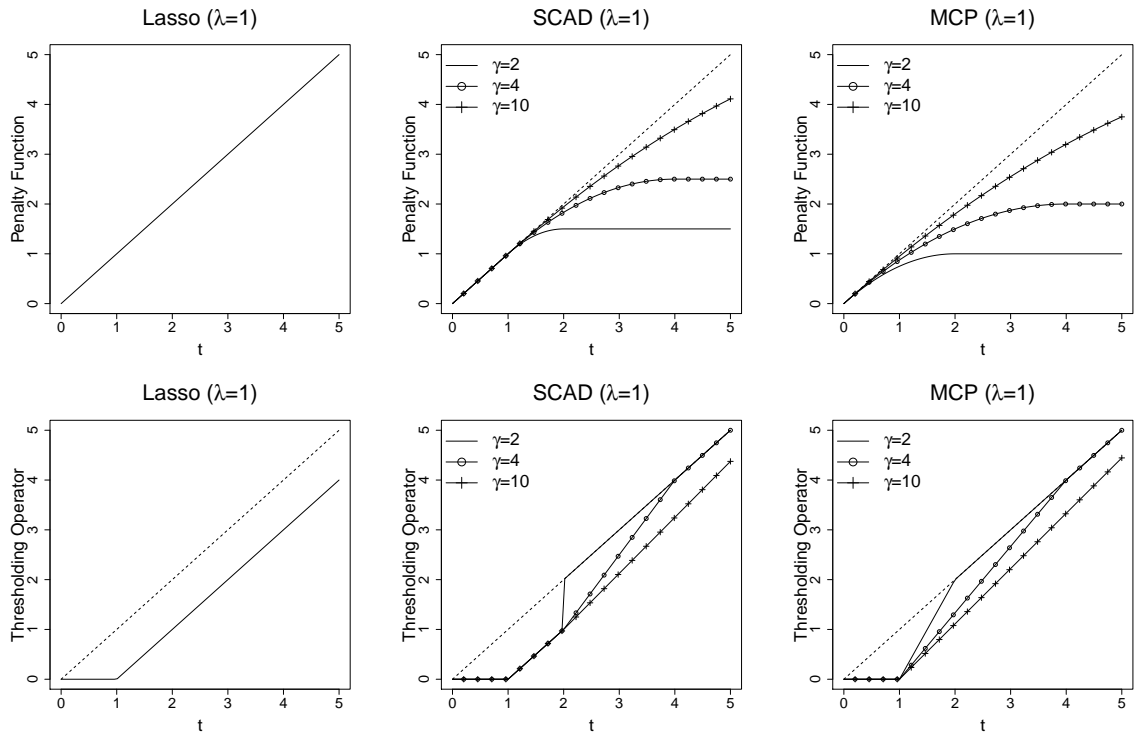 Lasso (λ=1)
Penalty Function
5
4
3
2
1
0
0 1 2 3 4 5
t
SCAD (λ=1)
γ=2
γ=4
γ=10
Penalty Function
5
4
3
2
1
0
0 1 2 3 4 5
t
MCP (λ=1)
γ=2
γ=4
γ=10
Penalty Function
5
4
3
2
1
0
0 1 2 3 4 5
t
Lasso (λ=1)
Thresholding Operator
5
4
3
2
1
0
0 1 2 3 4 5
t
SCAD (λ=1)
γ=2
γ=4
γ=10
Thresholding Operator
5
4
3
2
1
0
0 1 2 3 4 5
t
MCP (λ=1)
γ=2
γ=4
γ=10
Thresholding Operator
5
4
3
2
1
0
0 1 2 3 4 5
t